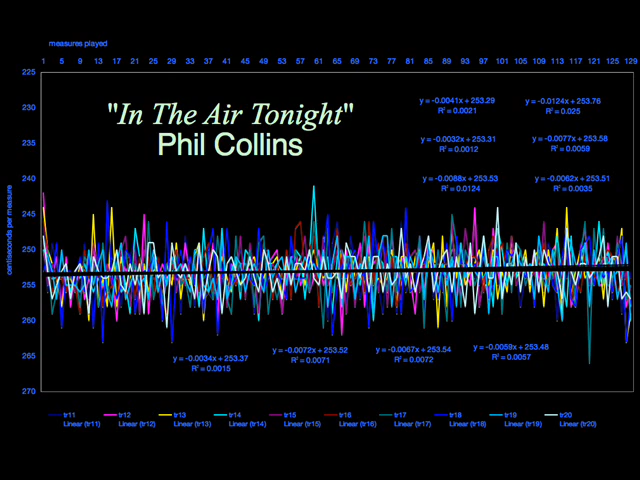 measures played
1 5 9 13 17 21 25 29 33 37 41 45 49 53 57 61 65 69 73 77 81 85 89 93 97 101 105 109 113 117 121 125 129
225
230
235
240
245
250
255
260
265
270
centiseconds per measure
"In The Air Tonight"
Phil Collins
y = -0.0041x + 253.29
R² = 0.0021
y = -0.0124x + 253.76
R² = 0.025
y = -0.0032x + 253.31
R² = 0.0012
y = -0.0077x + 253.58
R² = 0.0059
y = -0.0088x + 253.53
R² = 0.0124
y = -0.0062x + 253.51
R² = 0.0035
y = -0.0034x + 253.37
R² = 0.0015
y = -0.0072x + 253.52
R² = 0.0071
y = -0.0067x + 253.54
R² = 0.0072
y = -0.0059x + 253.48
R² = 0.0057
tr11 tr12 tr13 tr14 tr15 tr16 tr17 tr18 tr19 tr20
Linear (tr11) Linear (tr12) Linear (tr13) Linear (tr14) Linear (tr15) Linear (tr16) Linear (tr17) Linear (tr18) Linear (tr19) Linear (tr20)